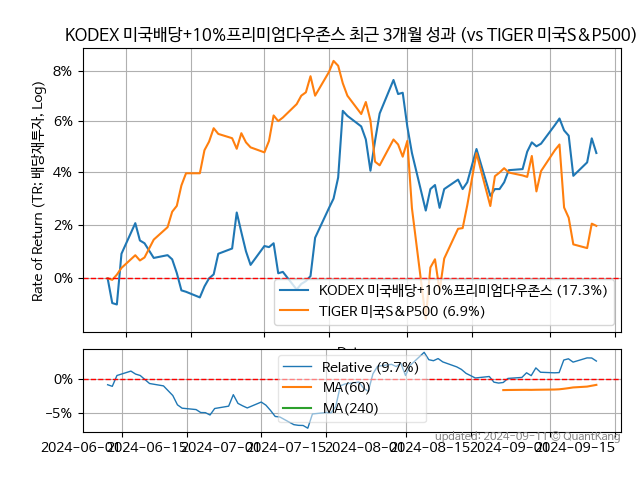 KODEX 미국배당+10%프리미엄다우존스 최근 3개월 성과 (vs TIGER 미국S&P500)
Rate of Return (TR: 배당재투자, Log)
8%
6%
4%
2%
0%
KODEX 미국배당+10%프리미엄다우존스 (17.3%)
TIGER 미국S&P500 (6.9%)
0%
−5%
Relative (9.7%)
MA(60)
MA(240)
updated: 2024-09-11 © QuantKang
2024-06-01
2024-06-15
2024-07-01
2024-07-15
2024-08-01
2024-08-15
2024-09-01
2024-09-15